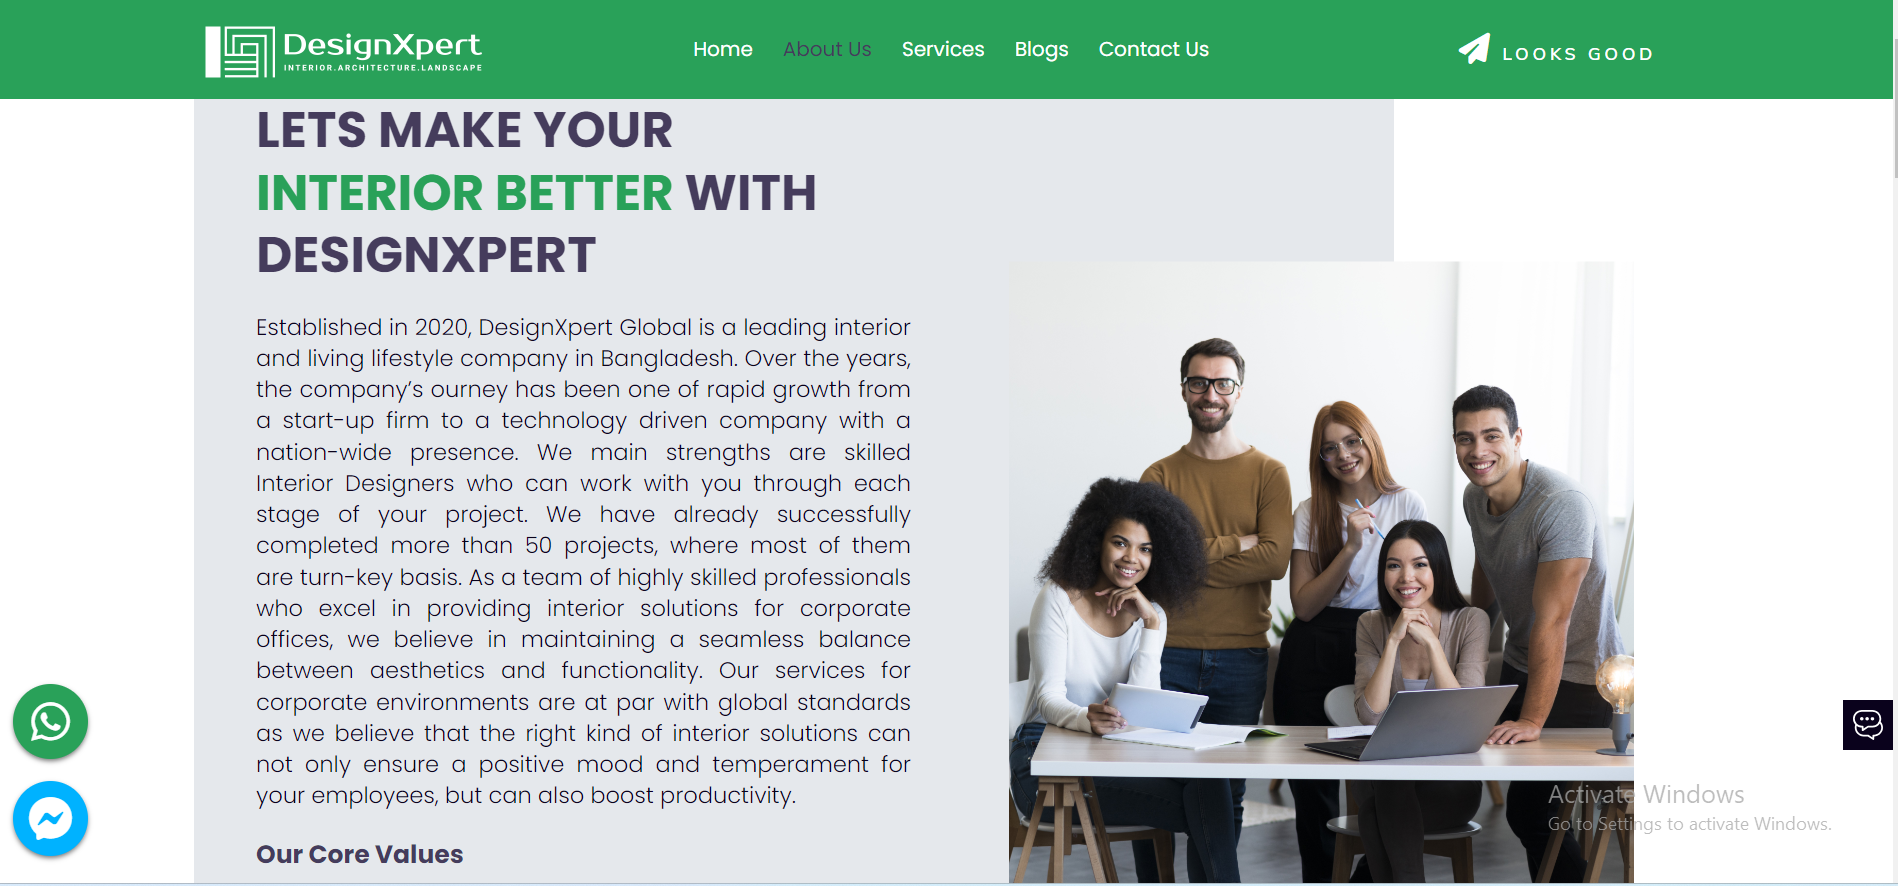 DesignXpert
INTERIOR.ARCHITECTURE.LANDSCAPE
Home About Us Services Blogs Contact Us
LOOKS GOOD
LETS MAKE YOUR
INTERIOR BETTER WITH
DESIGNXPERT
Established in 2020, DesignXpert Global is a leading interior
and living lifestyle company in Bangladesh. Over the years,
the company’s ourney has been one of rapid growth from
a start-up firm to a technology driven company with a
nation-wide presence. We main strengths are skilled
Interior Designers who can work with you through each
stage of your project. We have already successfully
completed more than 50 projects, where most of them
are turn-key basis. As a team of highly skilled professionals
who excel in providing interior solutions for corporate
offices, we believe in maintaining a seamless balance
between aesthetics and functionality. Our services for
corporate environments are at par with global standards
as we believe that the right kind of interior solutions can
not only ensure a positive mood and temperament for
your employees, but can also boost productivity.
Our Core Values
Activate Windows
Go to Settings to activate Windows.